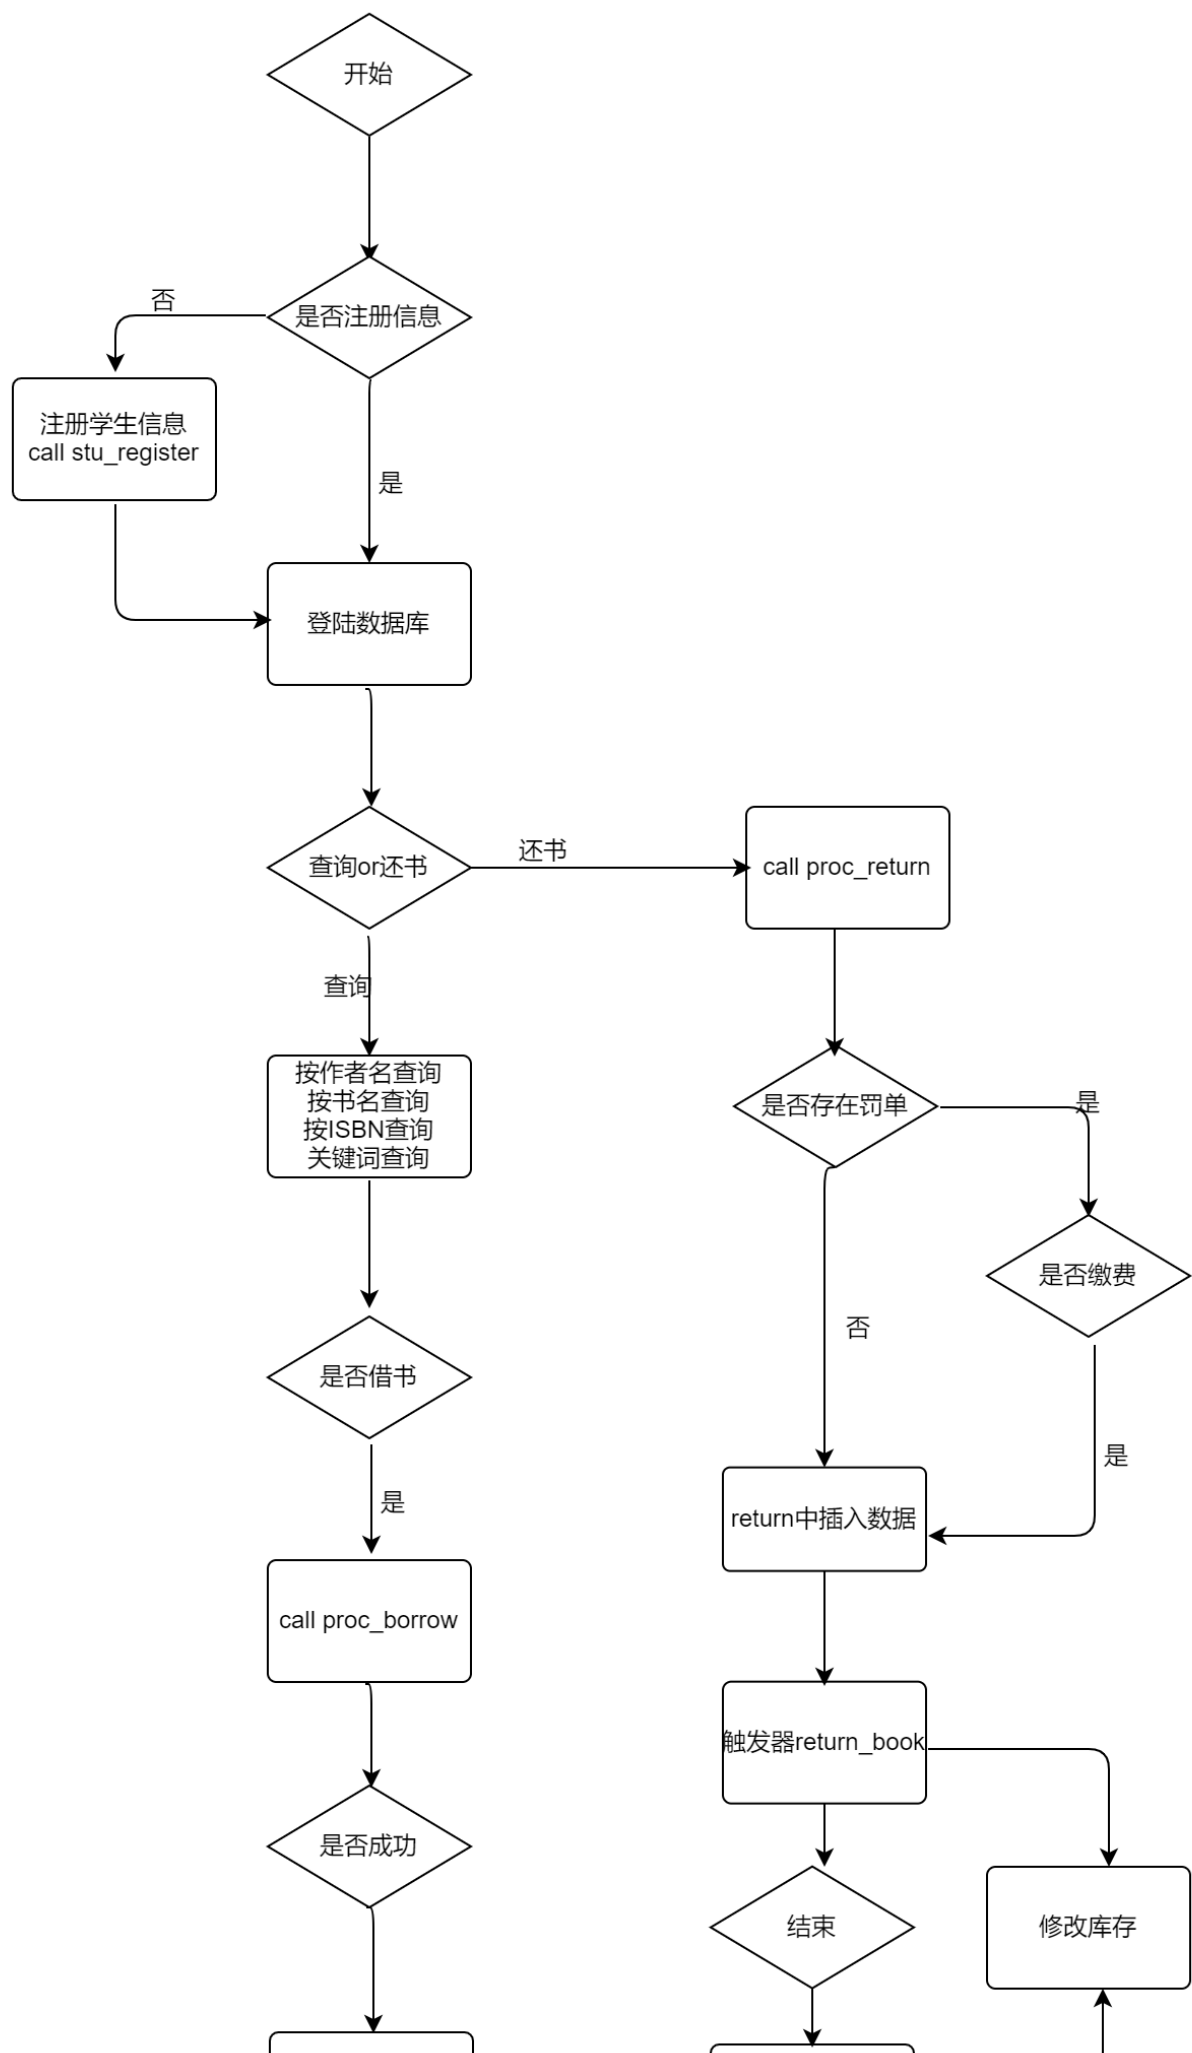 开始
是否注册信息
否
注册学生信息
call stu_register
是
登陆数据库
查询or还书
还书
call proc_return
查询
按作者名查询
按书名查询
按ISBN查询
关键词查询
是否存在罚单
是
是否缴费
否
是否借书
是
是
call proc_borrow
return中插入数据
触发器return_book
是否成功
结束
修改库存